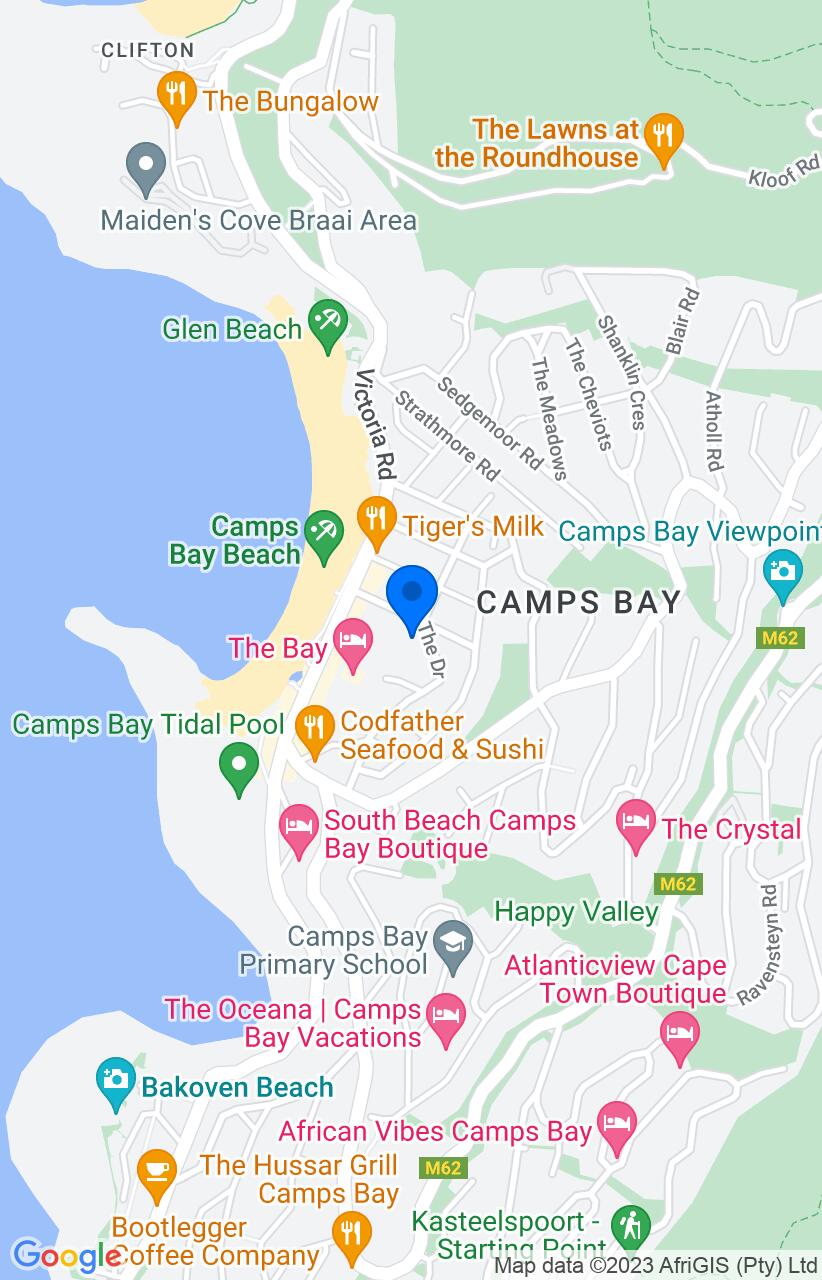 CLIFTON
The Bungalow
The Lawns at
the Roundhouse
Kloof Rd
Maiden's Cove Braai Area
Glen Beach
Victoria Rd
Blair Rd
Shanklin Cres
The Cheviots
The Meadows
Sedgemoor Rd
Strathmore Rd
Atholl Rd
Camps
Bay Beach
Tiger's Milk
Camps Bay Viewpoint
CAMPS BAY
M62
The Dr
The Bay
Camps Bay Tidal Pool
Codfather
Seafood & Sushi
South Beach Camps
Bay Boutique
The Crystal
M62
Happy Valley
Ravensteyn Rd
Camps Bay
Primary School
Atlanticview Cape
Town Boutique
The Oceana | Camps
Bay Vacations
Bakoven Beach
African Vibes Camps Bay
The Hussar Grill
Camps Bay
M62
Bootlegger
Coffee Company
Kasteelspoort -
Starting Point
Google
Map data ©2023 AfriGIS (Pty) Ltd